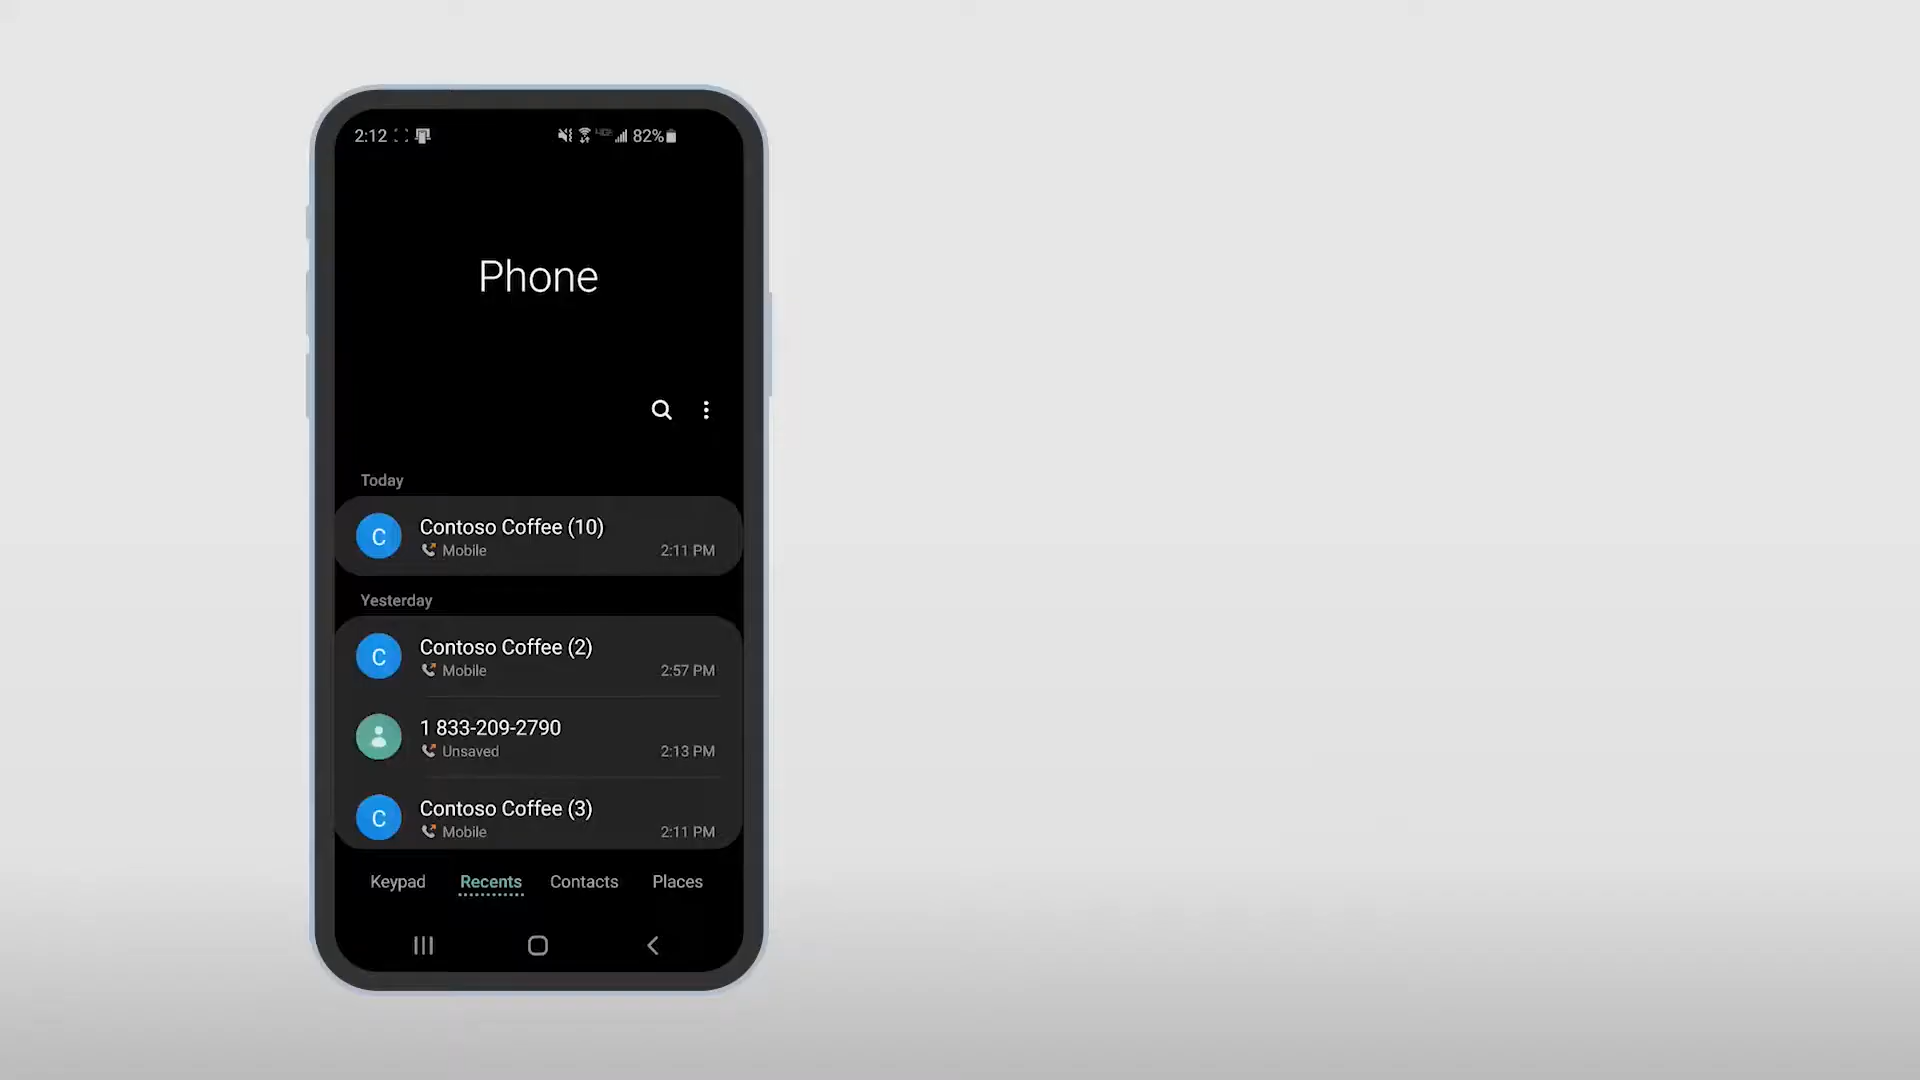 2:12
82%
Phone
Today
C
Contoso Coffee (10)
Mobile
2:11 PM
Yesterday
C
Contoso Coffee (2)
Mobile
2:57 PM
1 833-209-2790
Unsaved
2:13 PM
C
Contoso Coffee (3)
Mobile
2:11 PM
Keypad Recents Contacts Places